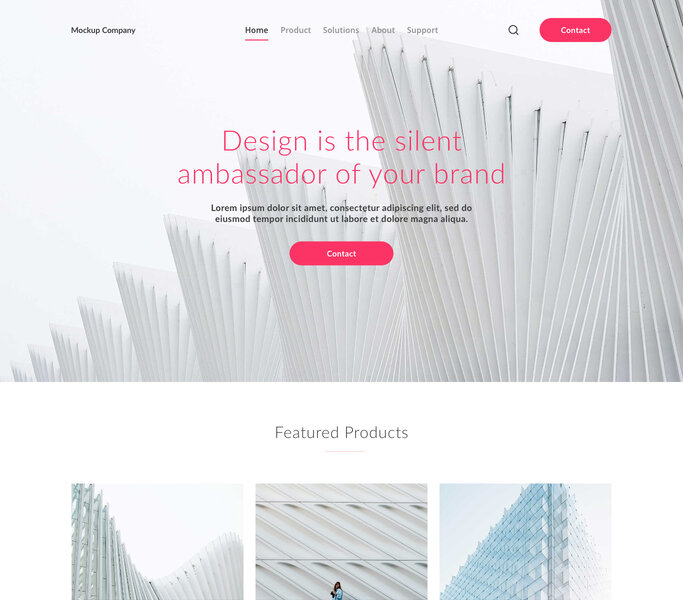 Mockup Company
Home Product Solutions About Support
Contact
Design is the silent
ambassador of your brand
Lorem ipsum dolor sit amet, consectetur adipiscing elit, sed do
eiusmod tempor incididunt ut labore et dolore magna aliqua.
Contact
Featured Products